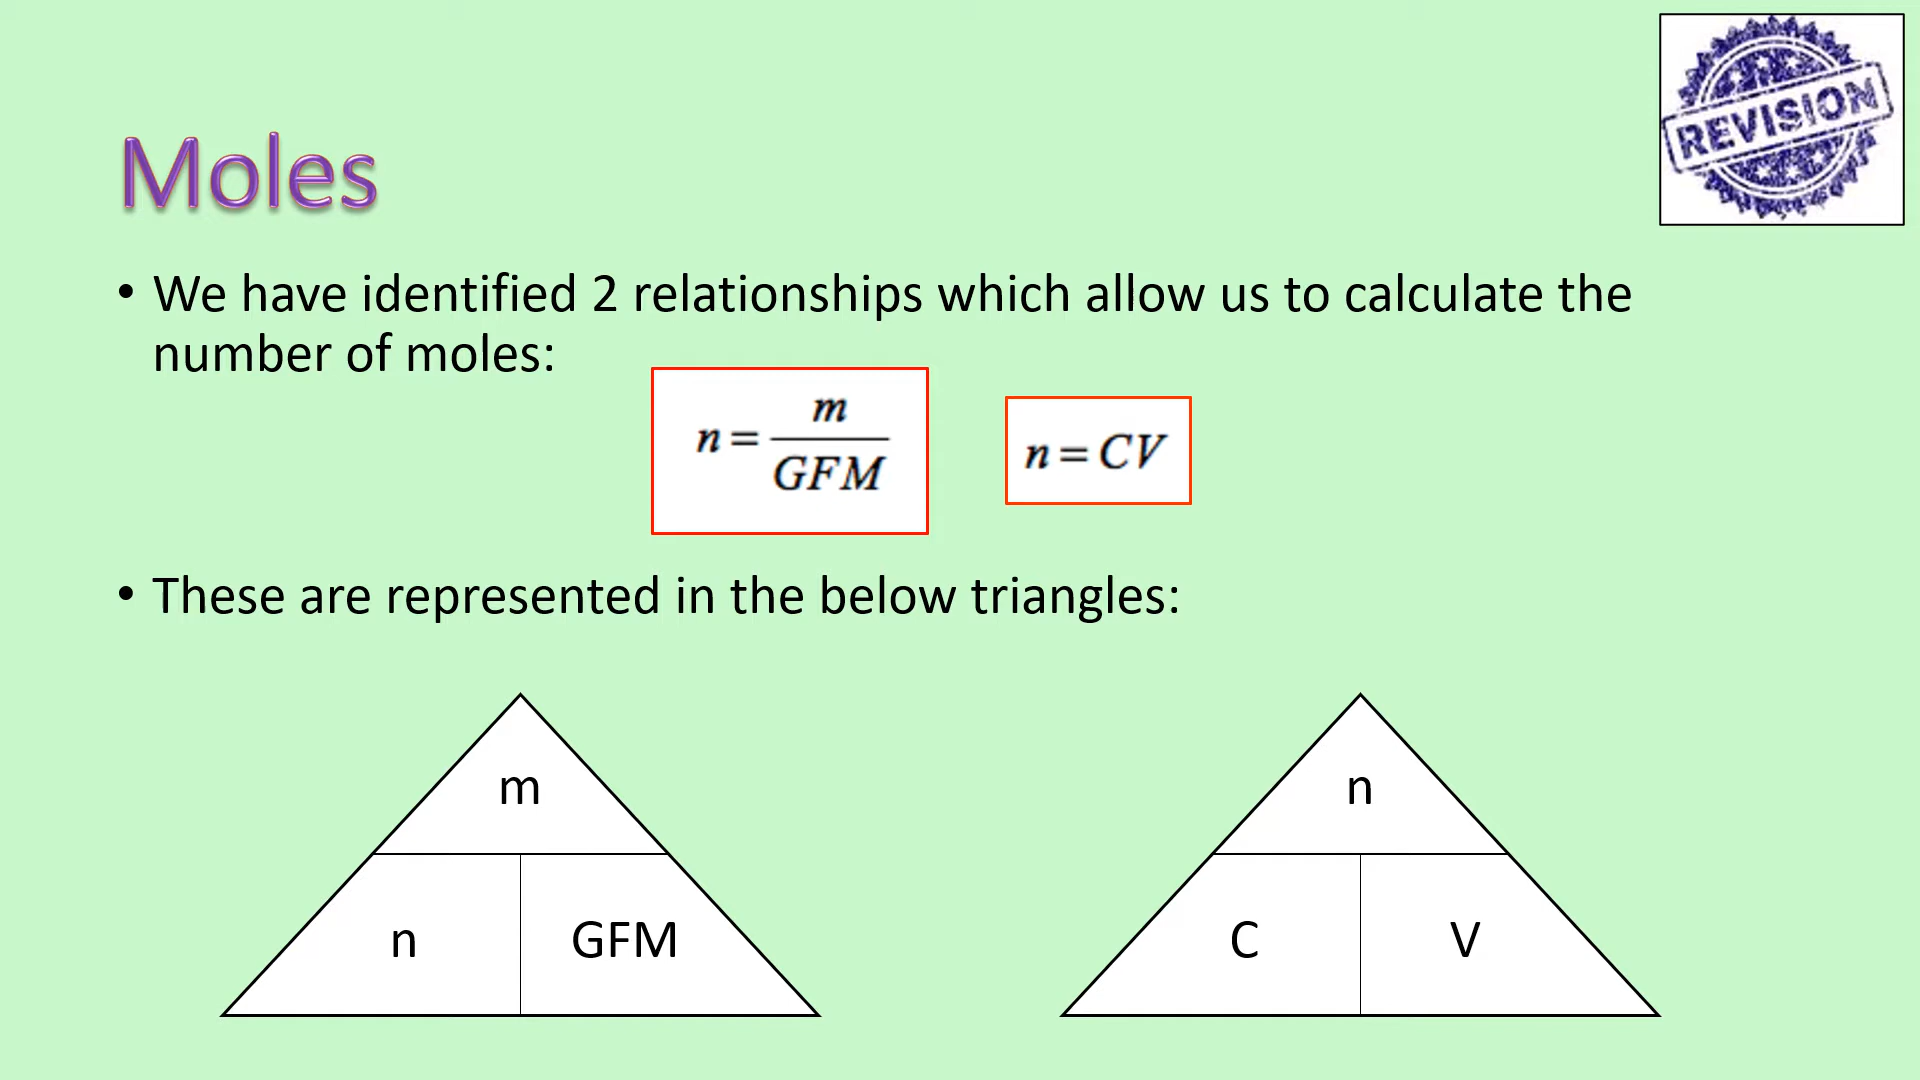 REVISION
Moles
• We have identified 2 relationships which allow us to calculate the
number of moles:
n = m / GFM
n = CV
• These are represented in the below triangles:
m
n GFM
n
C V